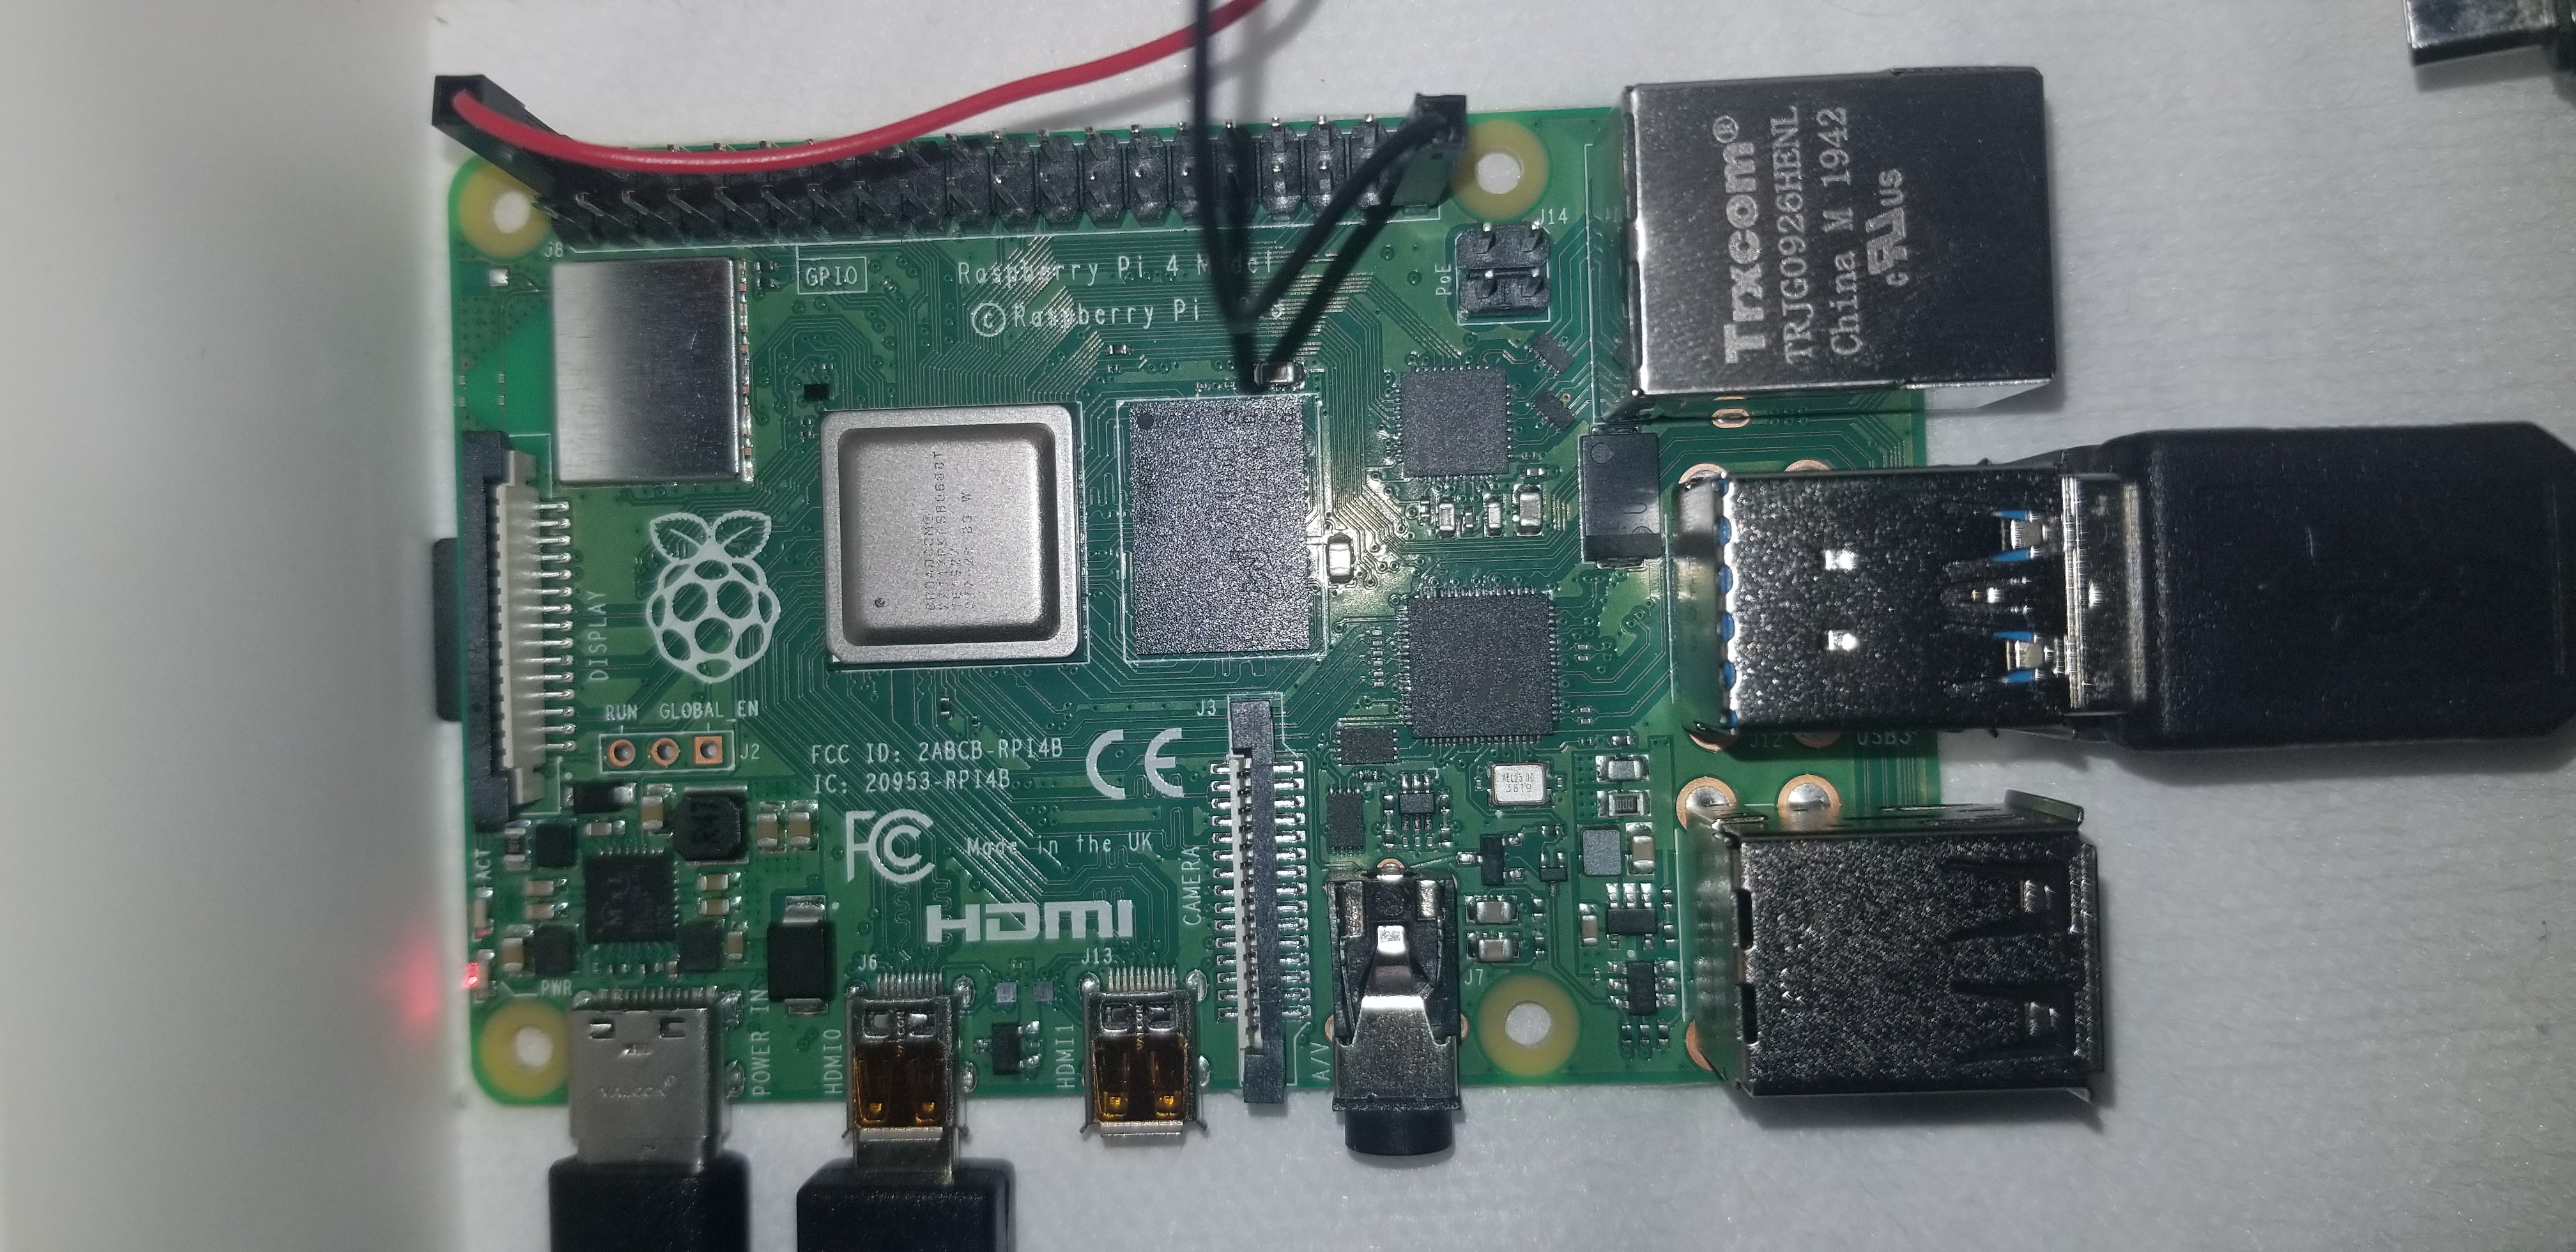 J8
GPIO
Raspberry Pi 4
© Raspberry Pi
J14
PoE
Trxcom®
TRJG0926HENL
China M 1942
c us
DISPLAY
RUN GLOBAL_EN
J2
FCC ID: 2ABCB-RPI4B
IC: 20953-RPI4B
CE
FC
Made in the UK
HDMI
J3
CAMERA
R47
ACT
PWR
POWER IN
J6
HDMI0
J13
HDMI1
A/V
J7
J12
USB3
3619